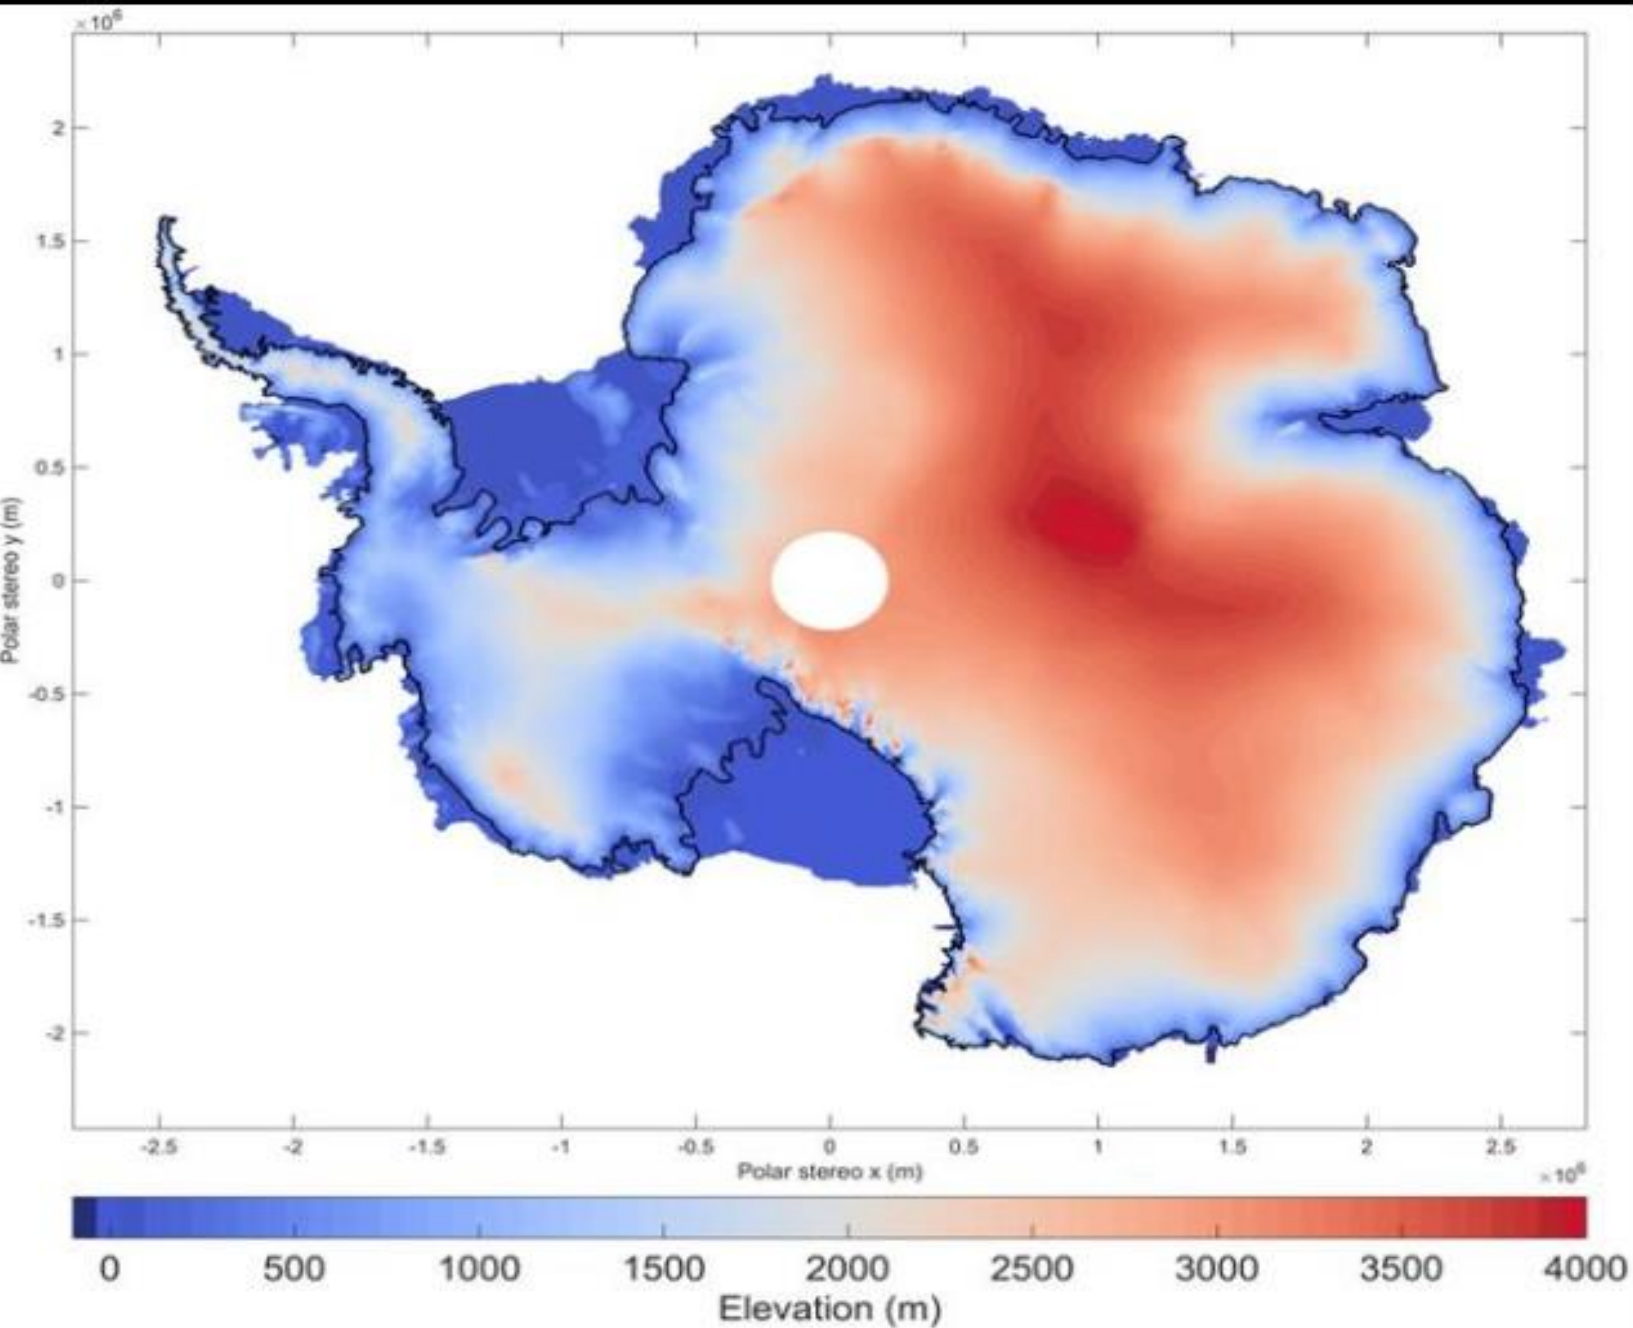 ×10⁶
2
1.5
1
0.5
0
-0.5
-1
-1.5
-2
Polar stereo y (m)
-2.5 -2 -1.5 -1 -0.5 0 0.5 1 1.5 2 2.5
Polar stereo x (m) ×10⁶
0 500 1000 1500 2000 2500 3000 3500 4000
Elevation (m)